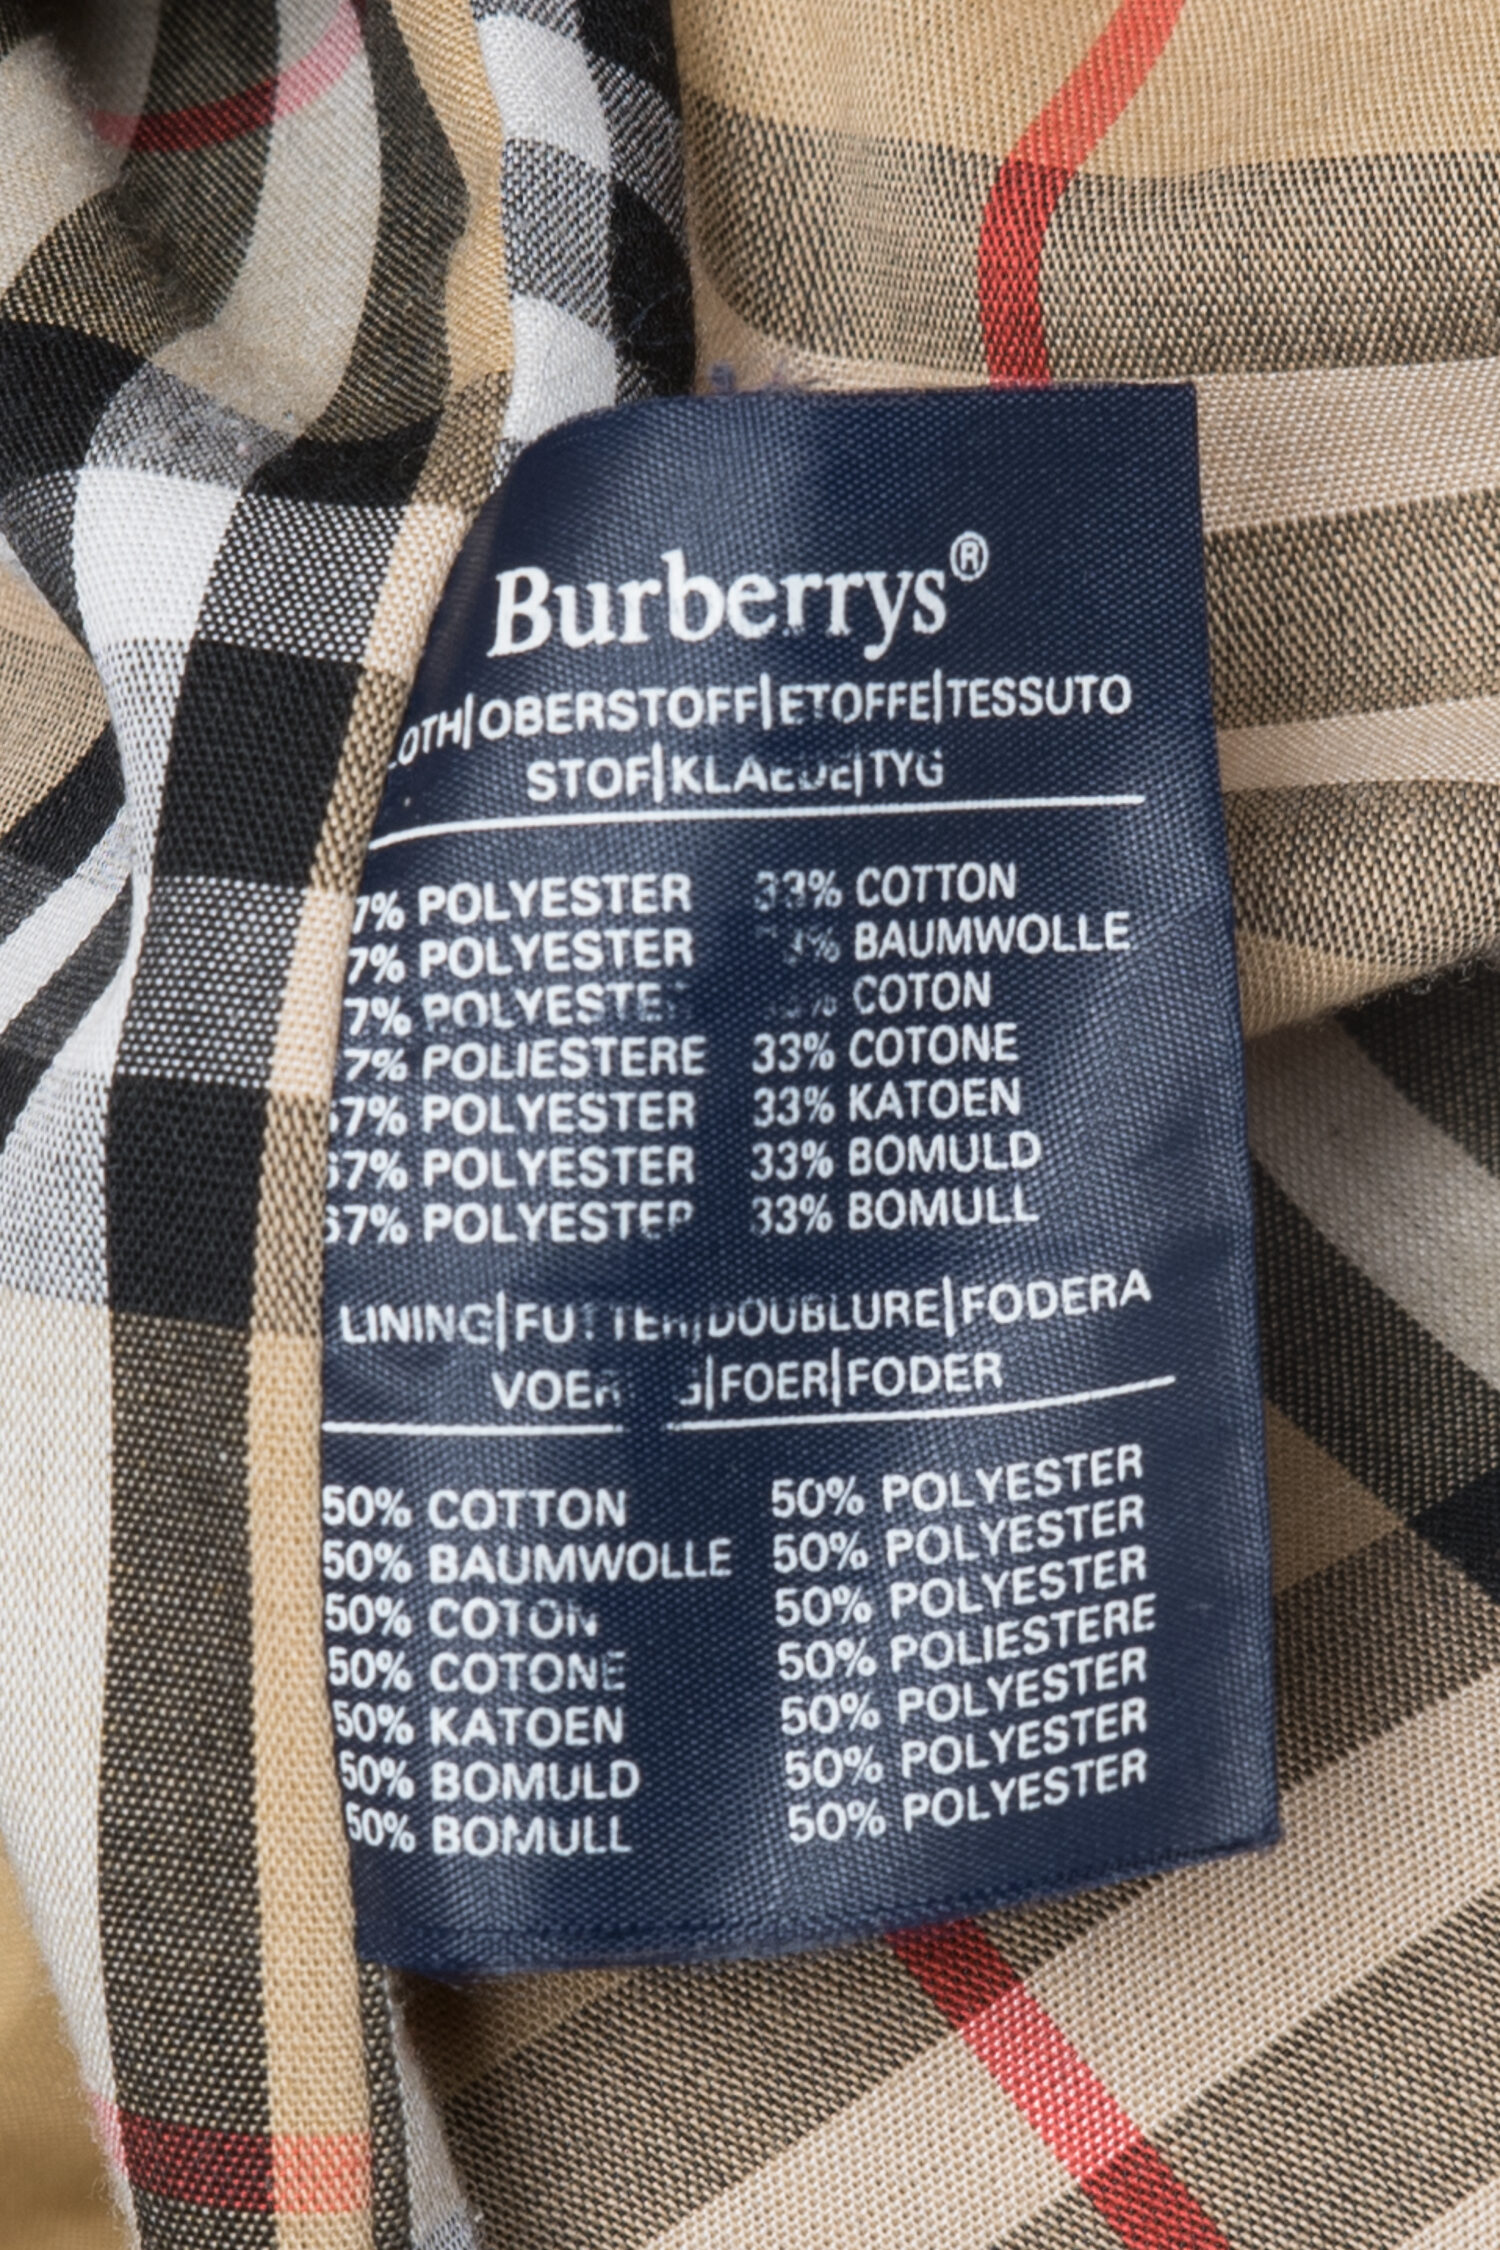 Burberrys®
OTH|OBERSTOFF|ETOFFE|TESSUTO
STOF|KLAEDE|TYG
7% POLYESTER 33% COTTON
7% POLYESTER 3% BAUMWOLLE
7% POLYESTE COTON
7% POLIESTERE 33% COTONE
67% POLYESTER 33% KATOEN
67% POLYESTER 33% BOMULD
67% POLYESTER 33% BOMULL
LINING|FUTTER|DOUBLURE|FODERA
|FOER|FODER
50% COTTON 50% POLYESTER
50% BAUMWOLLE 50% POLYESTER
50% COTON 50% POLYESTER
50% COTONE 50% POLIESTERE
50% KATOEN 50% POLYESTER
50% BOMULD 50% POLYESTER
50% BOMULL 50% POLYESTER